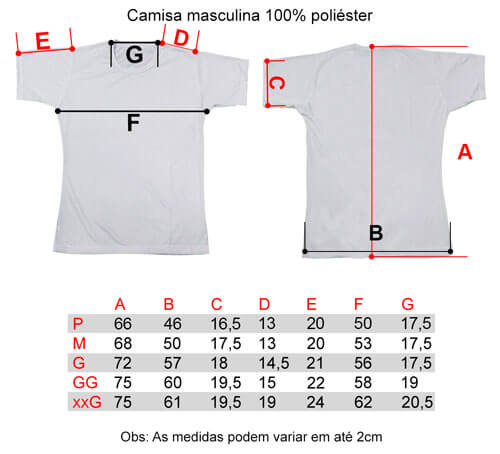 Camisa masculina 100% poliéster
E G D
F
C
A
B
A B C D E F G
P 66 46 16,5 13 20 50 17,5
M 68 50 17,5 13 20 53 17,5
G 72 57 18 14,5 21 56 17,5
GG 75 60 19,5 15 22 58 19
xxG 75 61 19,5 19 24 62 20,5
Obs: As medidas podem variar em até 2cm